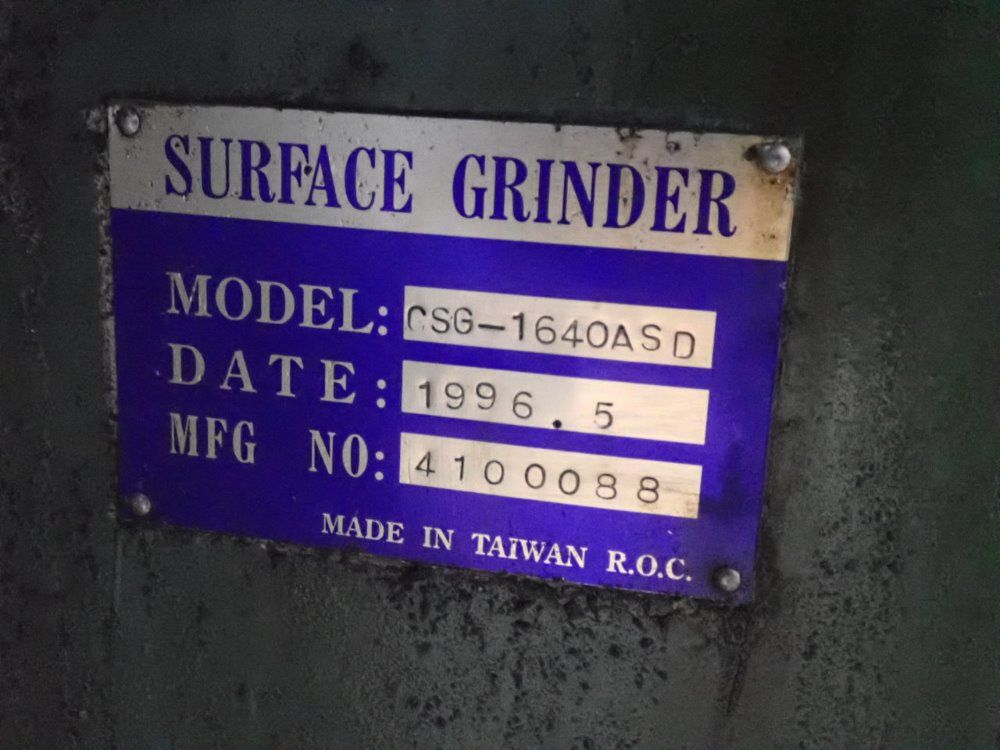 SURFACE GRINDER
MODEL: CSG-1640ASD
DATE: 1996.5
MFG NO: 4100088
MADE IN TAIWAN R.O.C.